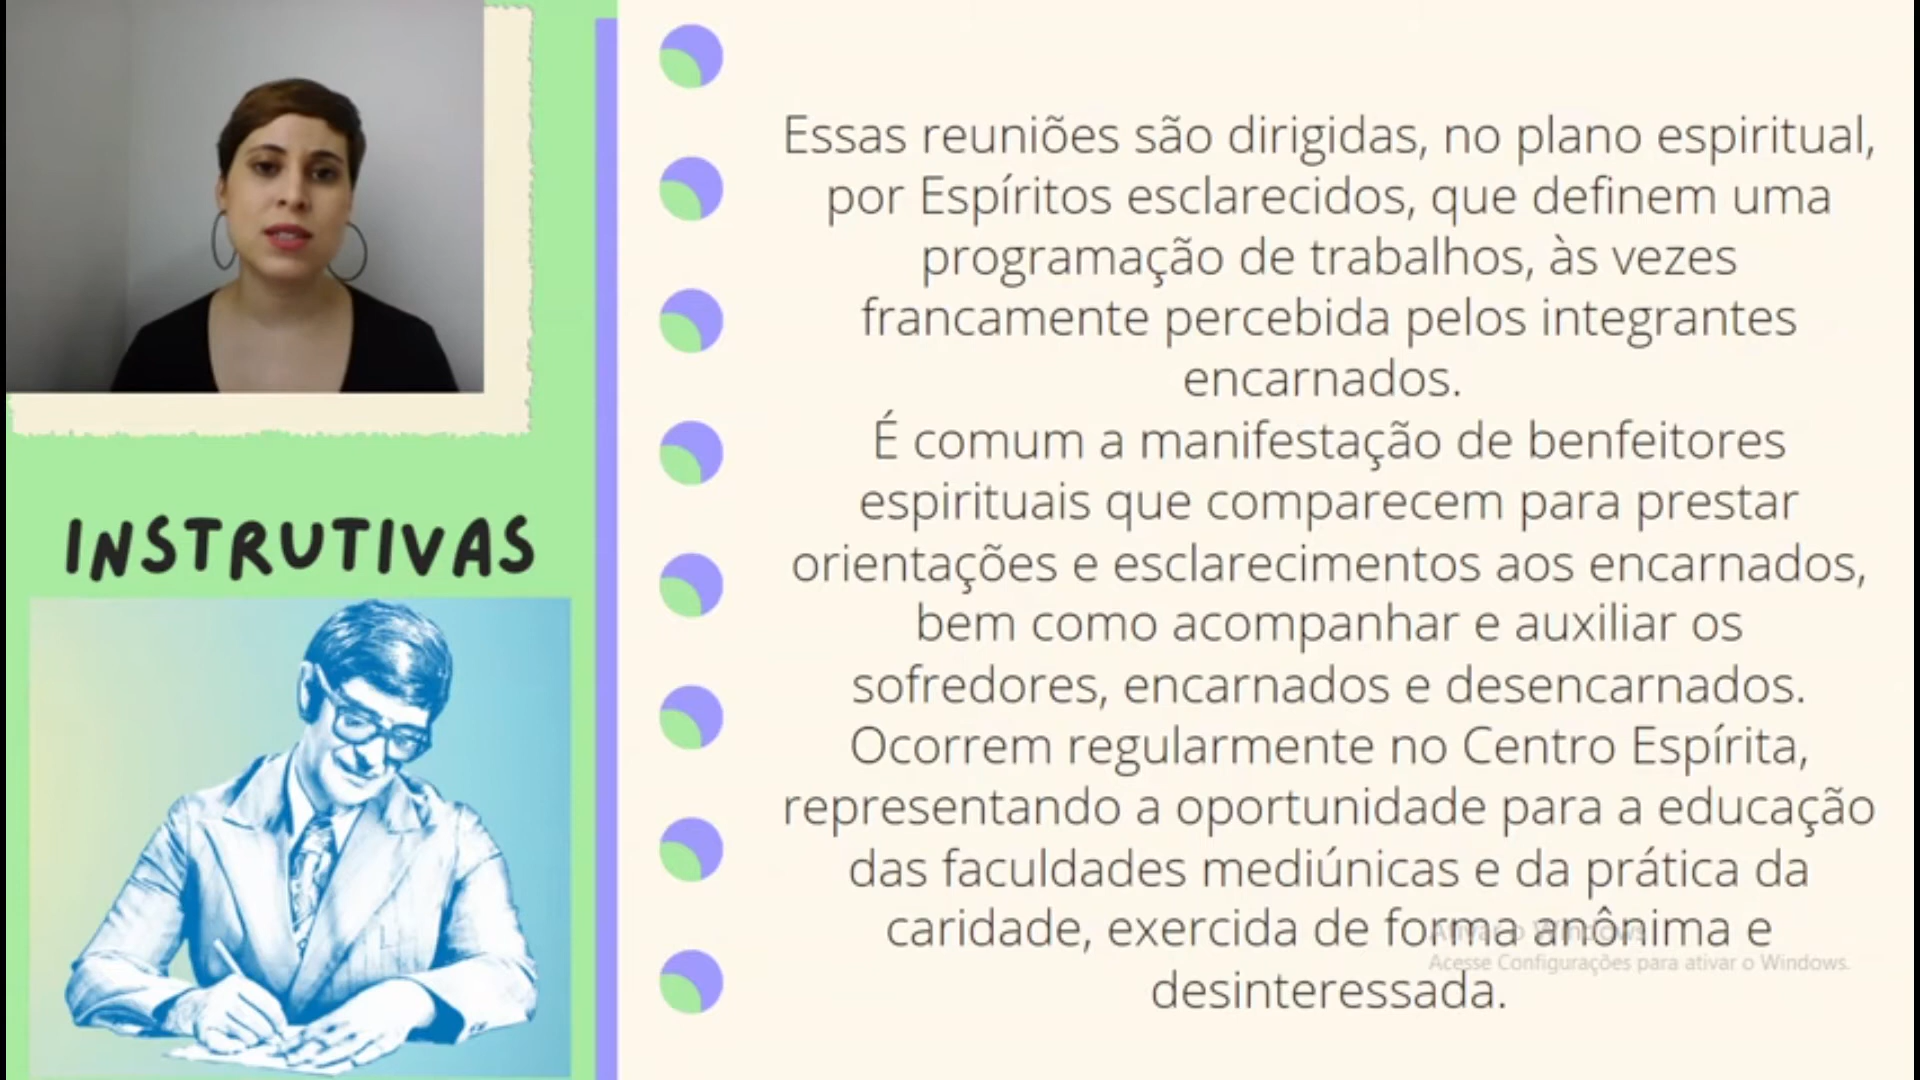 INSTRUTIVAS
Essas reuniões são dirigidas, no plano espiritual,
por Espíritos esclarecidos, que definem uma
programação de trabalhos, às vezes
francamente percebida pelos integrantes
encarnados.
É comum a manifestação de benfeitores
espirituais que comparecem para prestar
orientações e esclarecimentos aos encarnados,
bem como acompanhar e auxiliar os
sofredores, encarnados e desencarnados.
Ocorrem regularmente no Centro Espírita,
representando a oportunidade para a educação
das faculdades mediúnicas e da prática da
caridade, exercida de forma anônima e
desinteressada.
Ativar o Windows
Acesse Configurações para ativar o Windows.